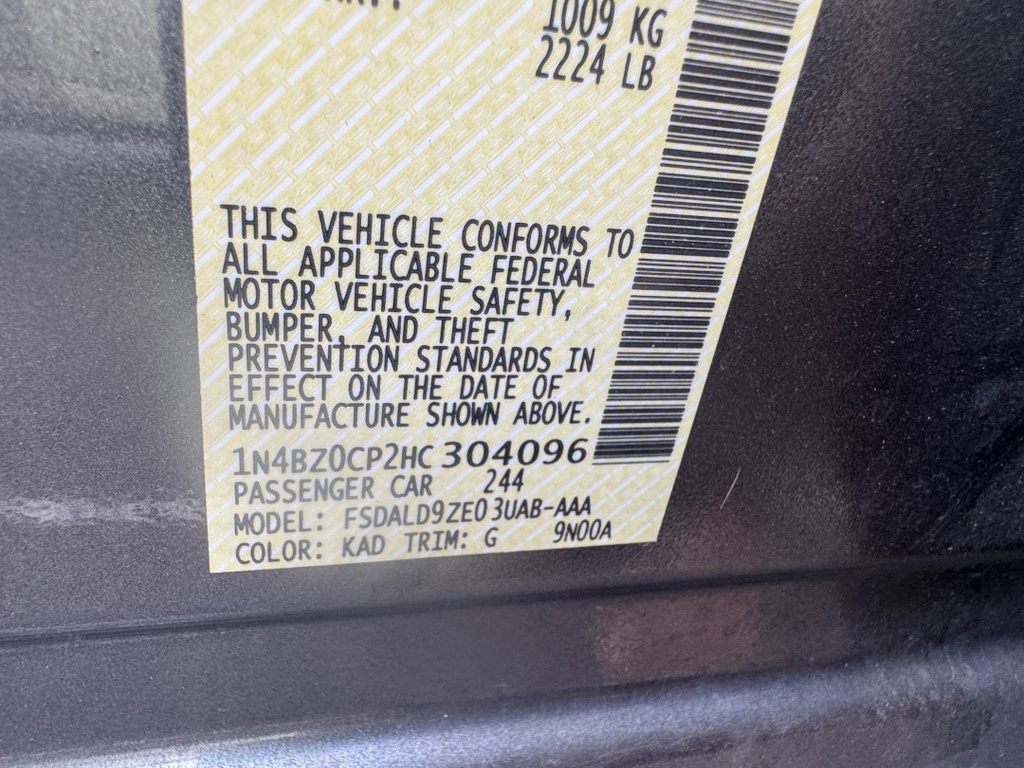 1009 KG
2224 LB
THIS VEHICLE CONFORMS TO
ALL APPLICABLE FEDERAL
MOTOR VEHICLE SAFETY,
BUMPER, AND THEFT
PREVENTION STANDARDS IN
EFFECT ON THE DATE OF
MANUFACTURE SHOWN ABOVE.
1N4BZ0CP2HC 304096
PASSENGER CAR 244
MODEL: FSDALD9ZE03UAB-AAA
COLOR: KAD TRIM: G 9N00A